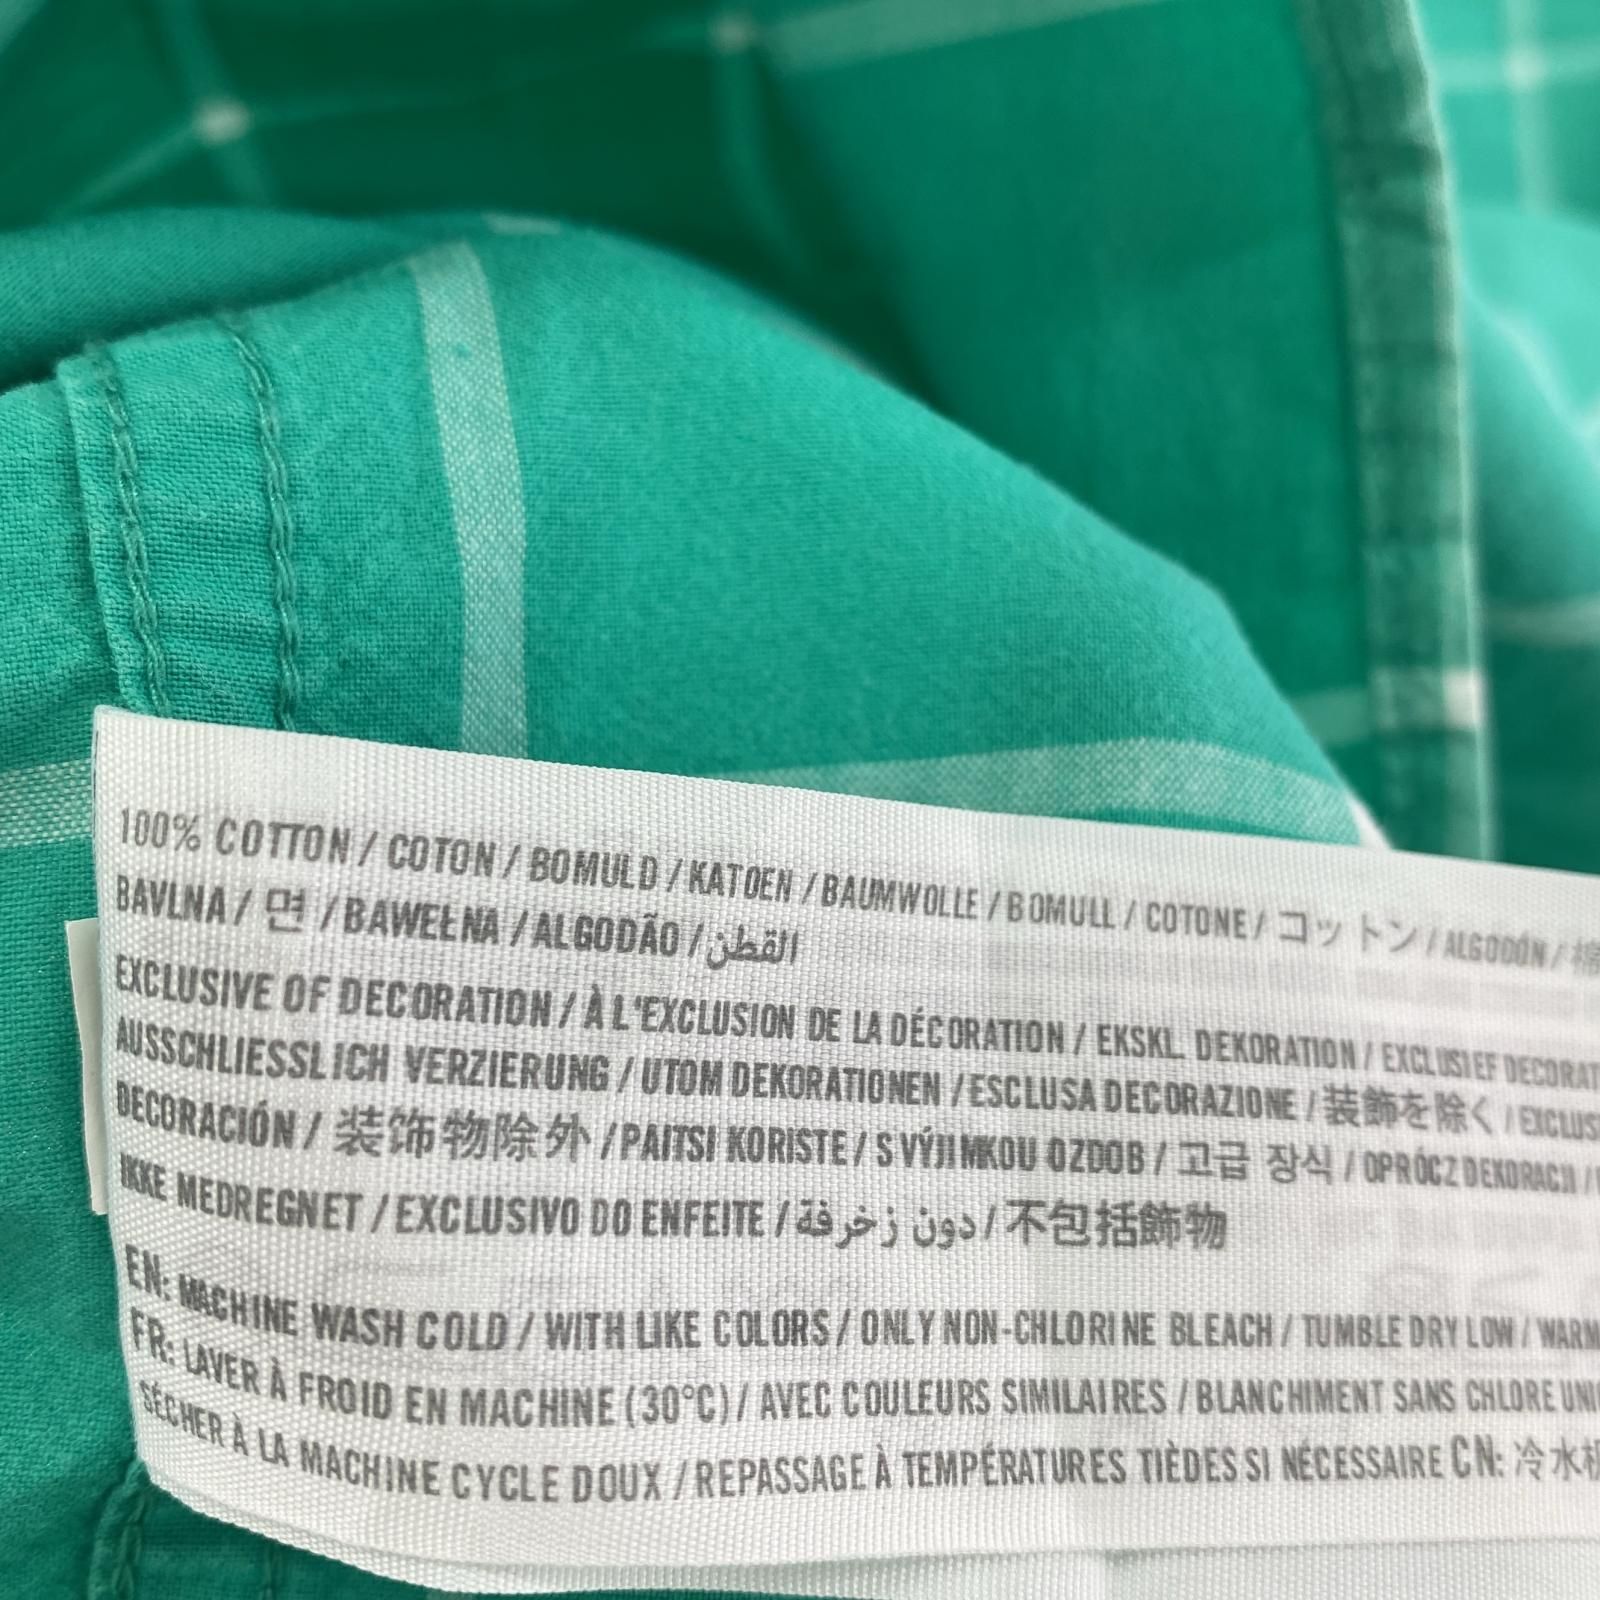 100% COTTON / COTON / BOMULD / KATOEN / BAUMWOLLE / BOMULL / COTONE / コットン / ALGODÓN / 棉
BAVLNA / 면 / BAWEŁNA / ALGODÃO / القطن
EXCLUSIVE OF DECORATION / À L'EXCLUSION DE LA DÉCORATION / EKSKL. DEKORATION / EXCLUSIEF DECORAT
AUSSCHLIESSLICH VERZIERUNG / UTOM DEKORATIONEN / ESCLUSA DECORAZIONE / 装飾を除く / EXCLUS
DECORACIÓN / 装饰物除外 / PAITSI KORISTE / S VÝJIMKOU OZDOB / 고급 장식 / OPRÓCZ DEKORACJI /
IKKE MEDREGNET / EXCLUSIVO DO ENFEITE / دون زخرفة / 不包括飾物
EN: MACHINE WASH COLD / WITH LIKE COLORS / ONLY NON-CHLORINE BLEACH / TUMBLE DRY LOW / WARM
FR: LAVER À FROID EN MACHINE (30°C) / AVEC COULEURS SIMILAIRES / BLANCHIMENT SANS CHLORE UNI
SÉCHER À LA MACHINE CYCLE DOUX / REPASSAGE À TEMPÉRATURES TIÈDES SI NÉCESSAIRE CN: 冷水机